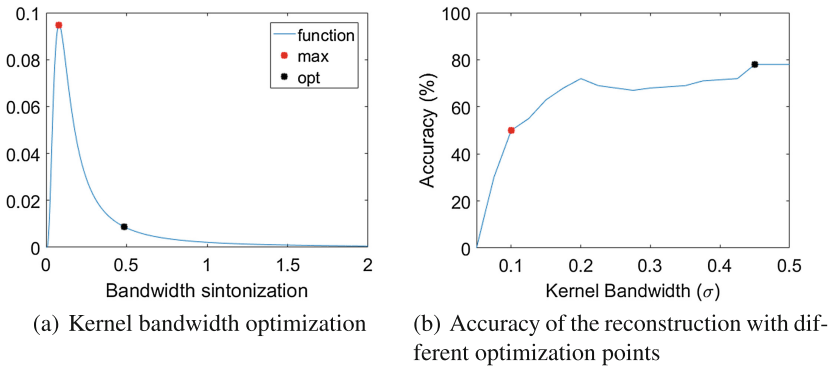 0.1
0.08
0.06
0.04
0.02
0
0 0.5 1 1.5 2
Bandwidth sintonization
function
max
opt
(a) Kernel bandwidth optimization
100
80
60
40
20
0
Accuracy (%)
0.1 0.2 0.3 0.4 0.5
Kernel Bandwidth (σ)
(b) Accuracy of the reconstruction with dif-
ferent optimization points